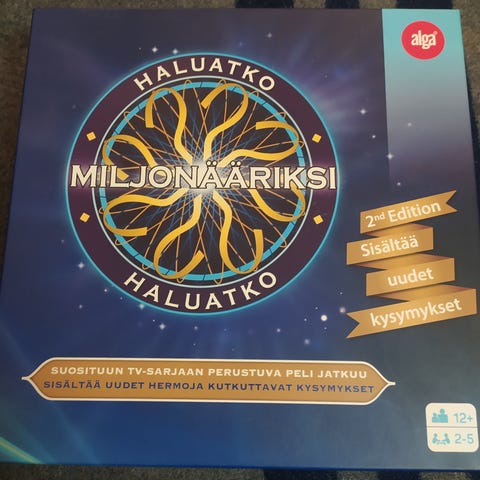 alga
HALUATKO
MILJONÄÄRIKSI
HALUATKO
2nd Edition
Sisältää
uudet
kysymykset
SUOSITUUN TV-SARJAAN PERUSTUVA PELI JATKUU
SISÄLTÄÄ UUDET HERMOJA KUTKUTTAVAT KYSYMYKSET
12+
2-5